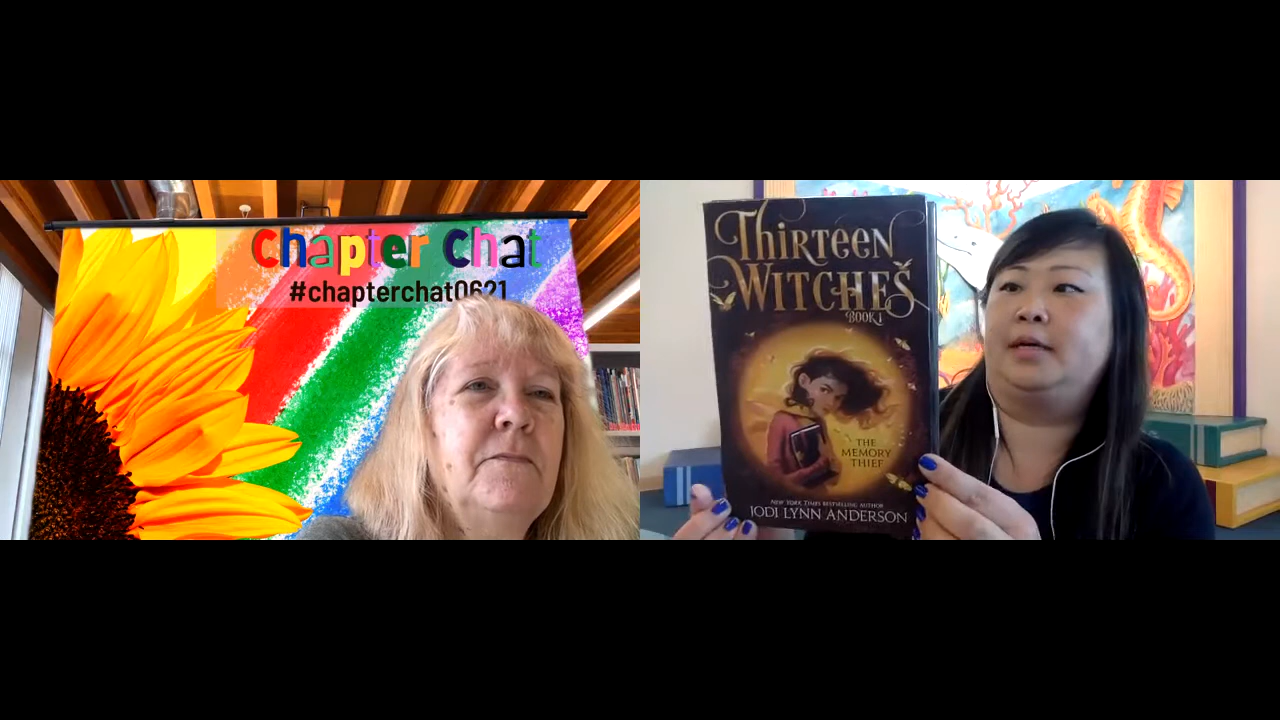 Chapter Chat
#chapterchat0621
THIRTEEN
WITCHES
BOOK 1
THE
MEMORY
THIEF
NEW YORK TIMES BESTSELLING AUTHOR
JODI LYNN ANDERSON